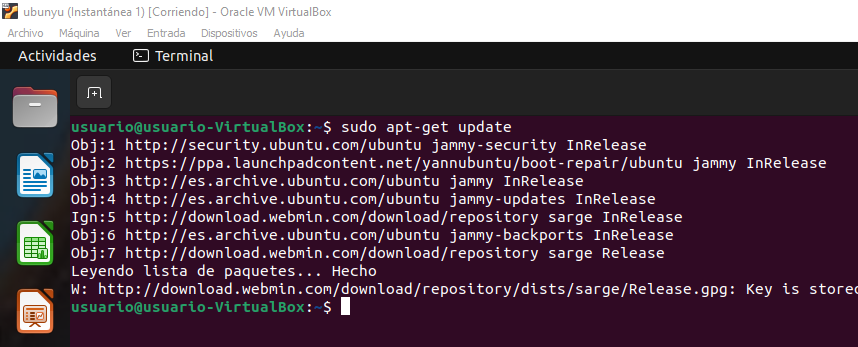 ubunyu (Instantánea 1) [Corriendo] - Oracle VM VirtualBox
Archivo Máquina Ver Entrada Dispositivos Ayuda
Actividades Terminal
usuario@usuario-VirtualBox:~$ sudo apt-get update
Obj:1 http://security.ubuntu.com/ubuntu jammy-security InRelease
Obj:2 https://ppa.launchpadcontent.net/yannubuntu/boot-repair/ubuntu jammy InRelease
Obj:3 http://es.archive.ubuntu.com/ubuntu jammy InRelease
Obj:4 http://es.archive.ubuntu.com/ubuntu jammy-updates InRelease
Ign:5 http://download.webmin.com/download/repository sarge InRelease
Obj:6 http://es.archive.ubuntu.com/ubuntu jammy-backports InRelease
Obj:7 http://download.webmin.com/download/repository sarge Release
Leyendo lista de paquetes... Hecho
W: http://download.webmin.com/download/repository/dists/sarge/Release.gpg: Key is stored
usuario@usuario-VirtualBox:~$